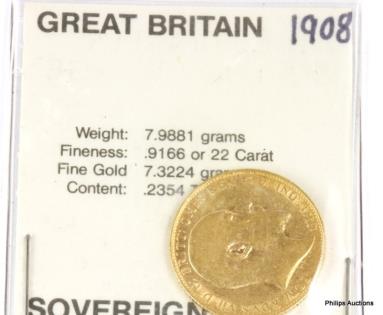 GREAT BRITAIN 1908
Weight: 7.9881 grams
Fineness: .9166 or 22 Carat
Fine Gold 7.3224
Content: .2354
SOVEREIGN
Philips Auctions